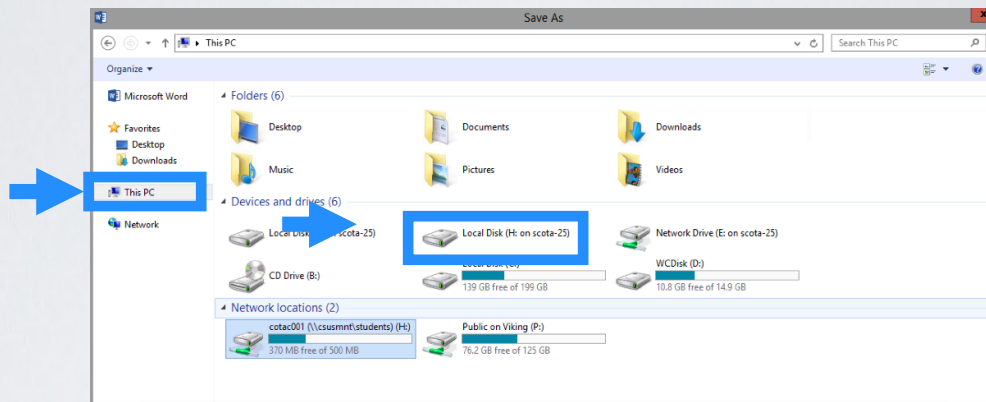 Save As
This PC
Search This PC
Organize
Microsoft Word
Favorites
Desktop
Downloads
This PC
Network
Folders (6)
Desktop
Documents
Downloads
Music
Pictures
Videos
Devices and drives (6)
Local Disk scota-25)
Local Disk (H: on scota-25)
Network Drive (E: on scota-25)
CD Drive (B:)
139 GB free of 199 GB
WCDisk (D:)
10.8 GB free of 14.9 GB
Network locations (2)
cotac001 (\\csusmnt\students) (H:)
370 MB free of 500 MB
Public on Viking (P:)
76.2 GB free of 125 GB